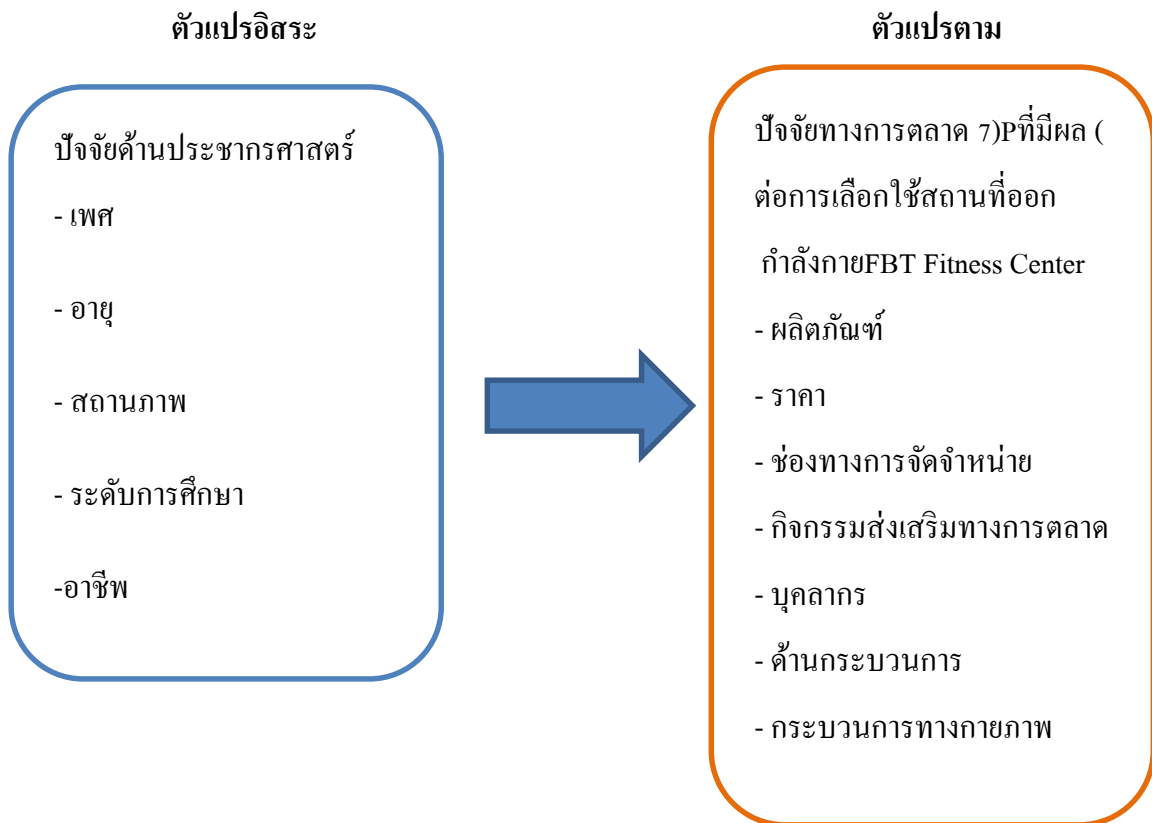 ตัวแปรอิสระ
ปัจจัยด้านประชากรศาสตร์
- เพศ
- อายุ
- สถานภาพ
- ระดับการศึกษา
-อาชีพ
ตัวแปรตาม
ปัจจัยทางการตลาด 7)Pที่มีผล (
ต่อการเลือกใช้สถานที่ออก
กำลังกายFBT Fitness Center
- ผลิตภัณฑ์
- ราคา
- ช่องทางการจัดจำหน่าย
- กิจกรรมส่งเสริมทางการตลาด
- บุคลากร
- ด้านกระบวนการ
- กระบวนการทางกายภาพ